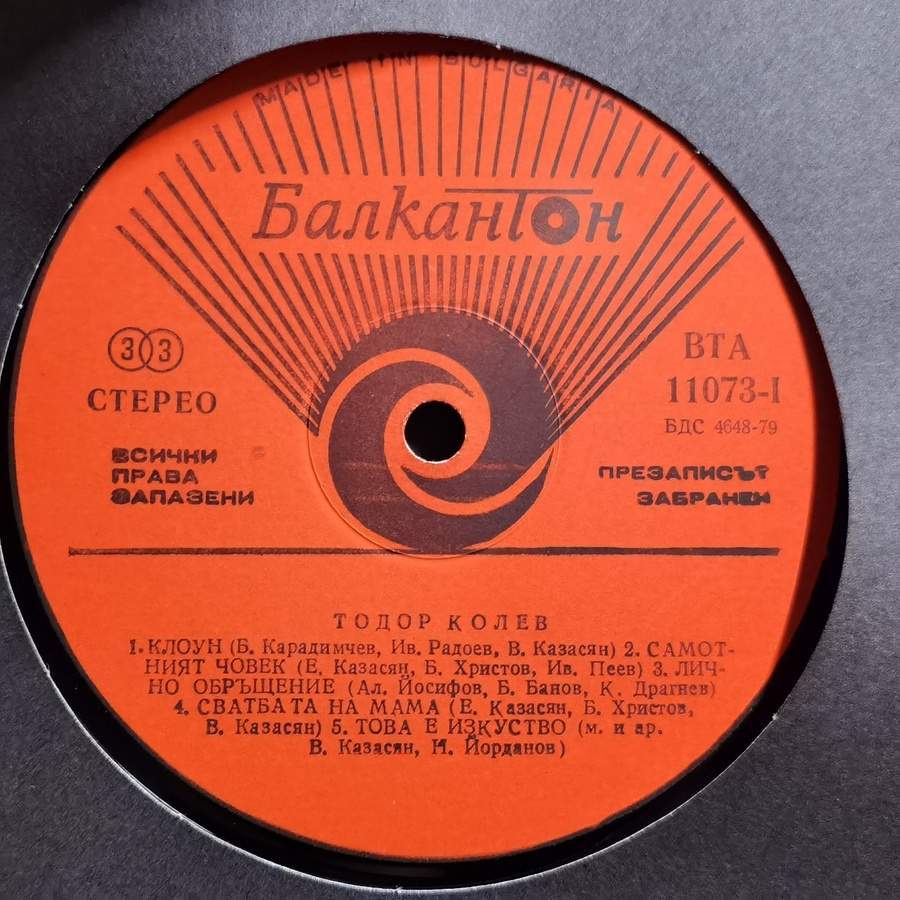 MADE IN BULGARIA
БалканТон
33
СТЕРЕО
ВТА
11073-I
БДС 4648-79
ВСИЧКИ
ПРАВА
ЗАПАЗЕНИ
ПРЕЗАПИСЪТ
ЗАБРАНЕН
ТОДОР КОЛЕВ
1. КЛОУН (Б. Карадимчев, Ив. Радоев, В. Казасян) 2. САМОТ-
НИЯТ ЧОВЕК (Е. Казасян, Б. Христов, Ив. Пеев) 3. ЛИЧ-
НО ОБРЪЩЕНИЕ (Ал. Йосифов, Б. Банов, К. Драгнев)
4. СВАТБАТА НА МАМА (Е. Казасян, Б. Христов,
В. Казасян) 5. ТОВА Е ИЗКУСТВО (м. и ар.
В. Казасян, Н. Йорданов)